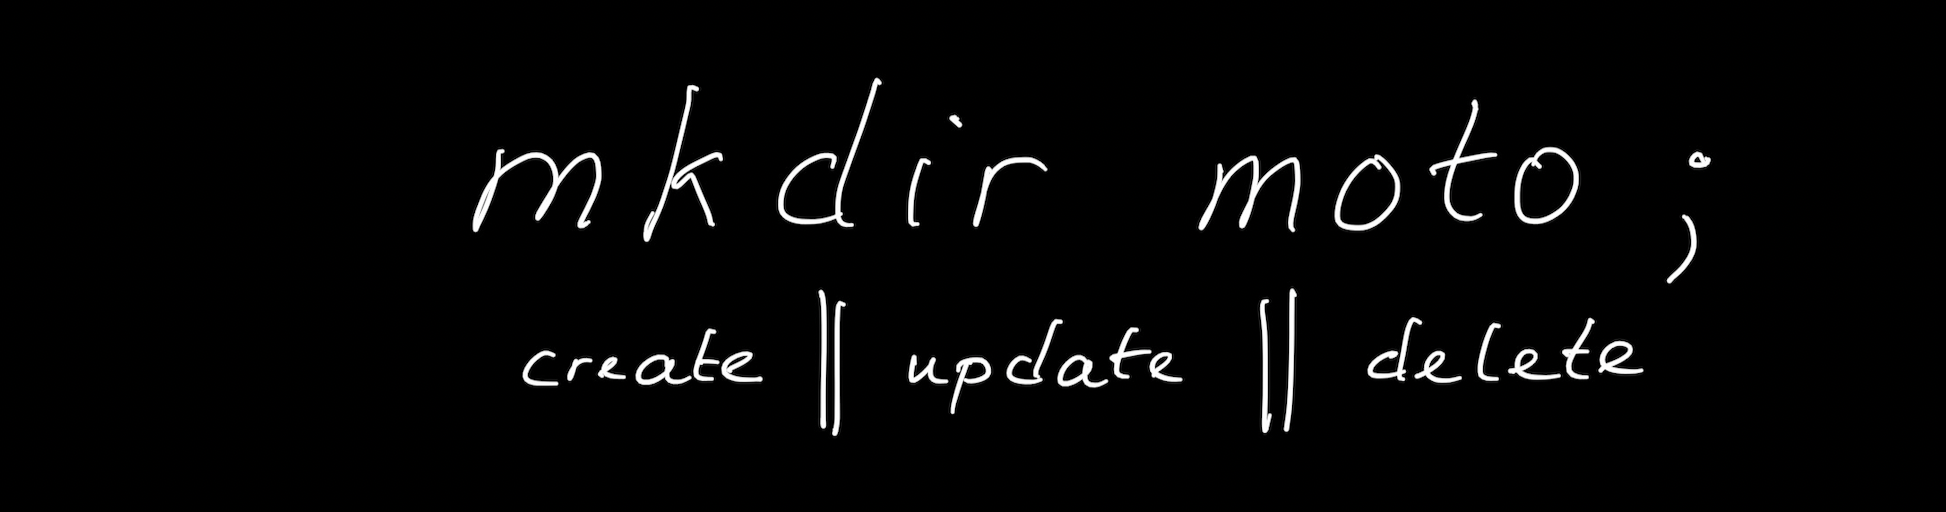 mkdir moto ;
create || update || delete